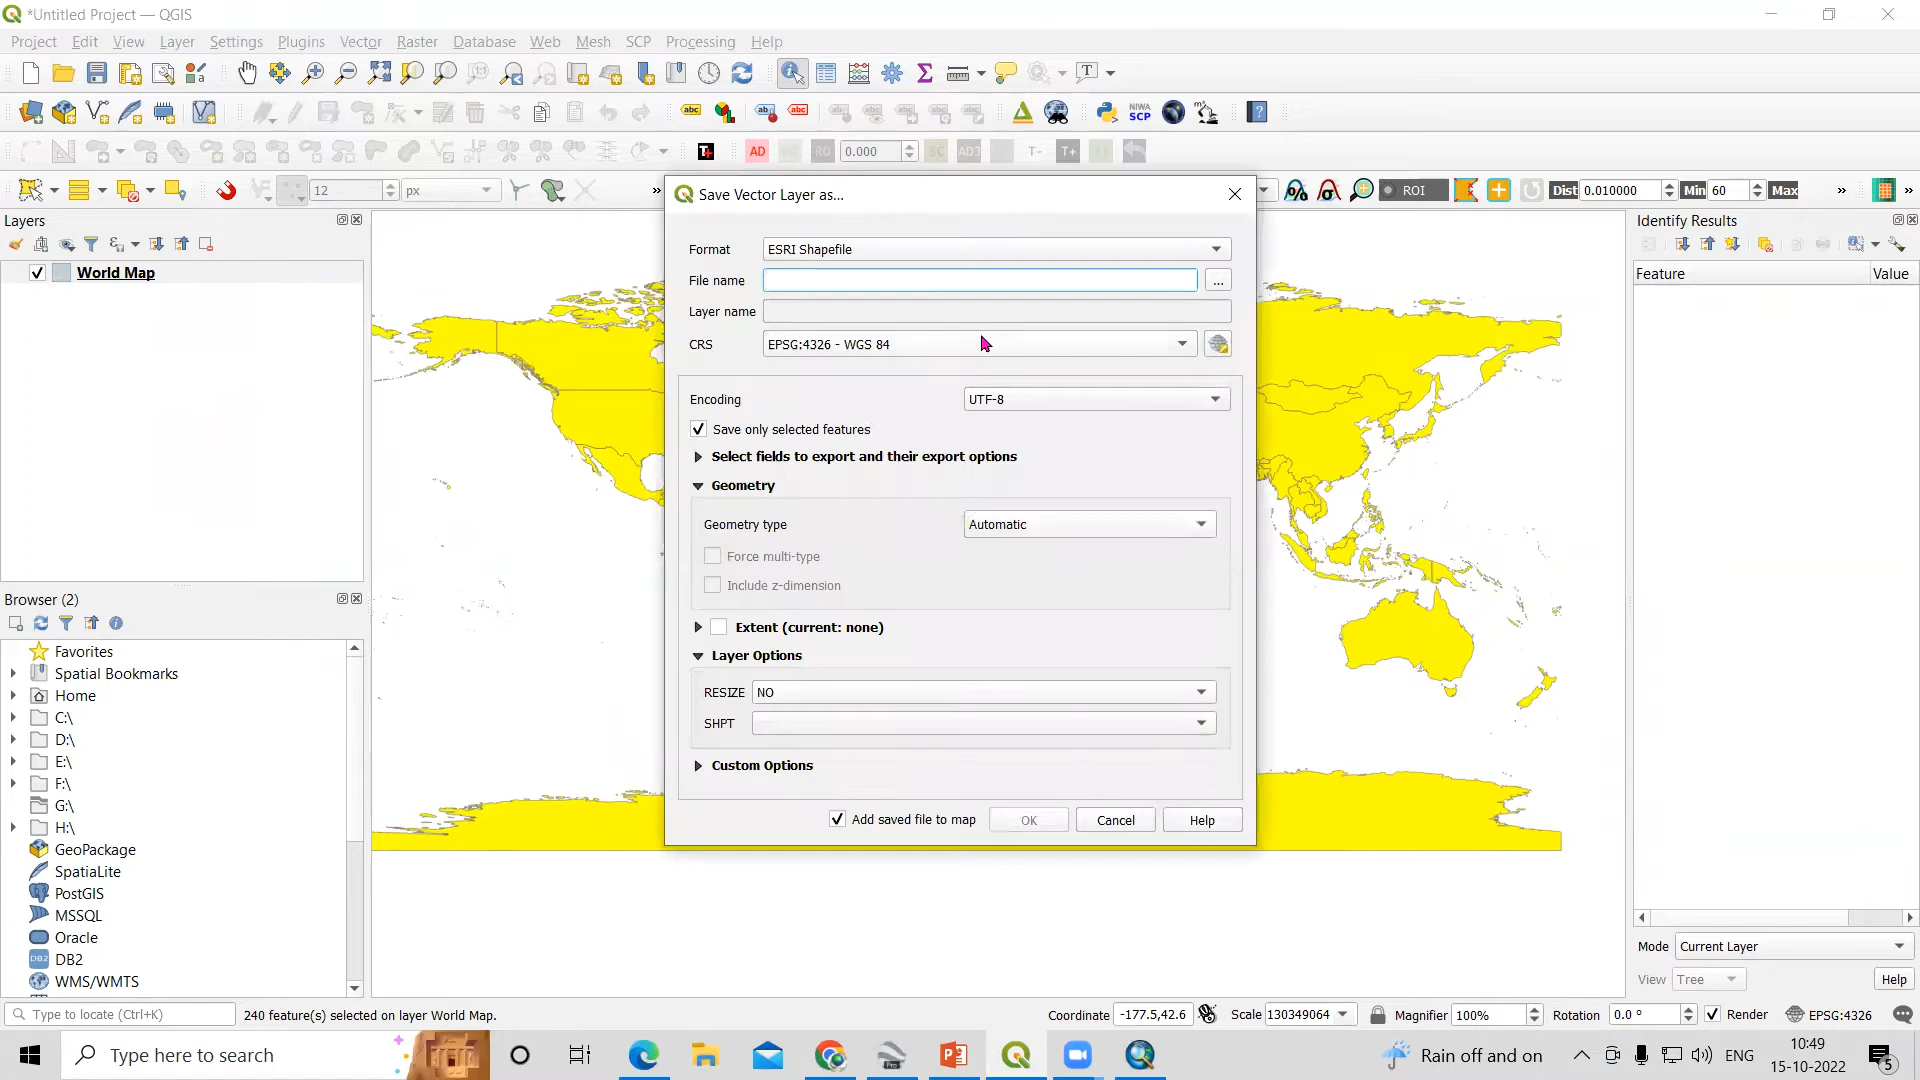 *Untitled Project — QGIS
Project Edit View Layer Settings Plugins Vector Raster Database Web Mesh SCP Processing Help
NIWA
SCP
AD RO 0.000 SC ADJ T- T+
12 px » ROI Dist 0.010000 Min 60 Max » »
Layers
World Map
Browser (2)
Favorites
Spatial Bookmarks
Home
C:\
D:\
E:\
F:\
G:\
H:\
GeoPackage
SpatiaLite
PostGIS
MSSQL
Oracle
DB2
WMS/WMTS
Save Vector Layer as...
Format ESRI Shapefile
File name ...
Layer name
CRS EPSG:4326 - WGS 84
Encoding UTF-8
Save only selected features
Select fields to export and their export options
Geometry
Geometry type Automatic
Force multi-type
Include z-dimension
Extent (current: none)
Layer Options
RESIZE NO
SHPT
Custom Options
Add saved file to map OK Cancel Help
Identify Results
Feature Value
Mode Current Layer
View Tree Help
Type to locate (Ctrl+K) 240 feature(s) selected on layer World Map. Coordinate -177.5,42.6 Scale 130349064 Magnifier 100% Rotation 0.0 ° Render EPSG:4326
Type here to search Rain off and on ENG 10:49
15-10-2022 5